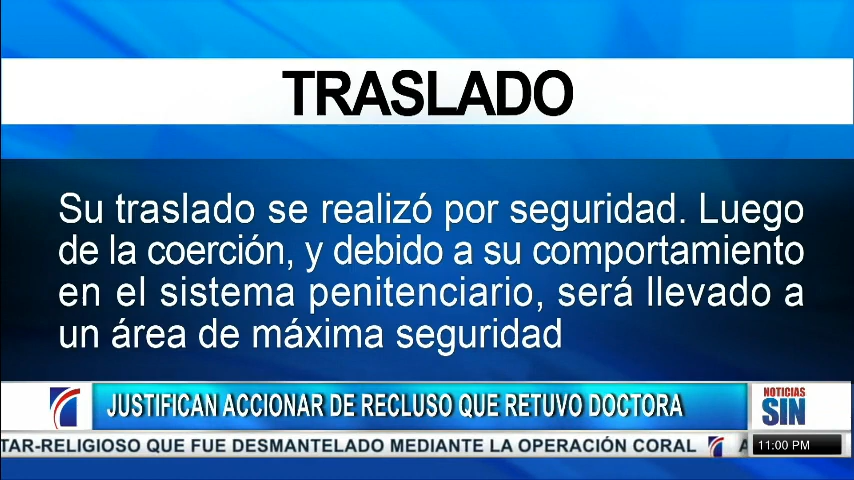 TRASLADO
Su traslado se realizó por seguridad. Luego
de la coerción, y debido a su comportamiento
en el sistema penitenciario, será llevado a
un área de máxima seguridad
JUSTIFICAN ACCIONAR DE RECLUSO QUE RETUVO DOCTORA
NOTICIAS
SIN
TAR-RELIGIOSO QUE FUE DESMANTELADO MEDIANTE LA OPERACIÓN CORAL
11:00 PM